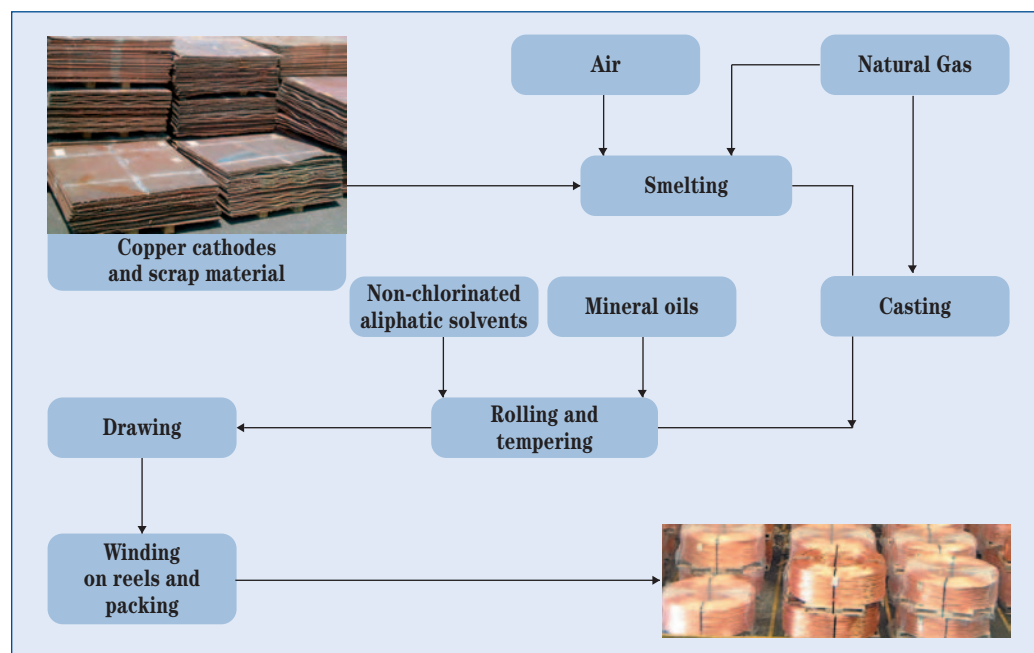 Air
Natural Gas
Smelting
Copper cathodes
and scrap material
Non-chlorinated
aliphatic solvents
Mineral oils
Casting
Drawing
Rolling and
tempering
Winding
on reels and
packing